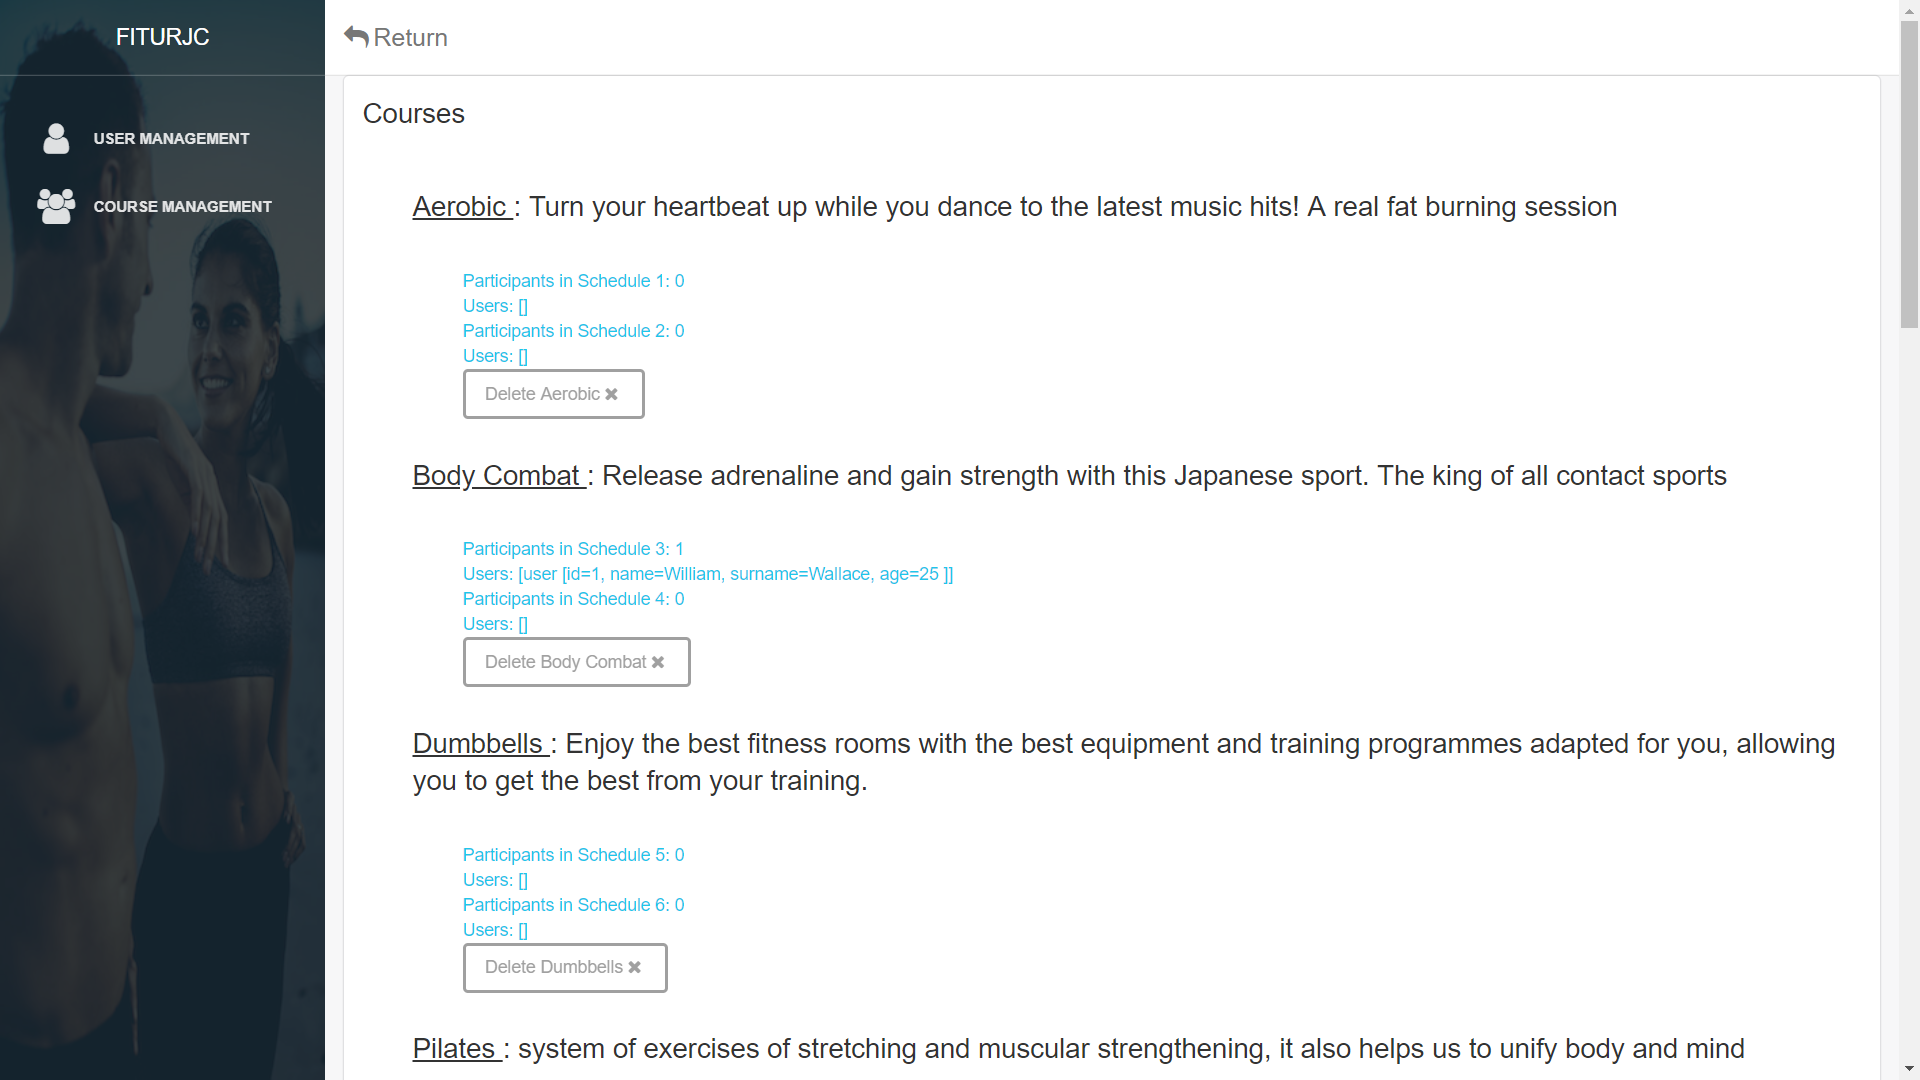 FITURJC
USER MANAGEMENT
COURSE MANAGEMENT
Return
Courses
Aerobic : Turn your heartbeat up while you dance to the latest music hits! A real fat burning session
Participants in Schedule 1: 0
Users: []
Participants in Schedule 2: 0
Users: []
Delete Aerobic
Body Combat : Release adrenaline and gain strength with this Japanese sport. The king of all contact sports
Participants in Schedule 3: 1
Users: [user [id=1, name=William, surname=Wallace, age=25 ]]
Participants in Schedule 4: 0
Users: []
Delete Body Combat
Dumbbells : Enjoy the best fitness rooms with the best equipment and training programmes adapted for you, allowing
you to get the best from your training.
Participants in Schedule 5: 0
Users: []
Participants in Schedule 6: 0
Users: []
Delete Dumbbells
Pilates : system of exercises of stretching and muscular strengthening, it also helps us to unify body and mind